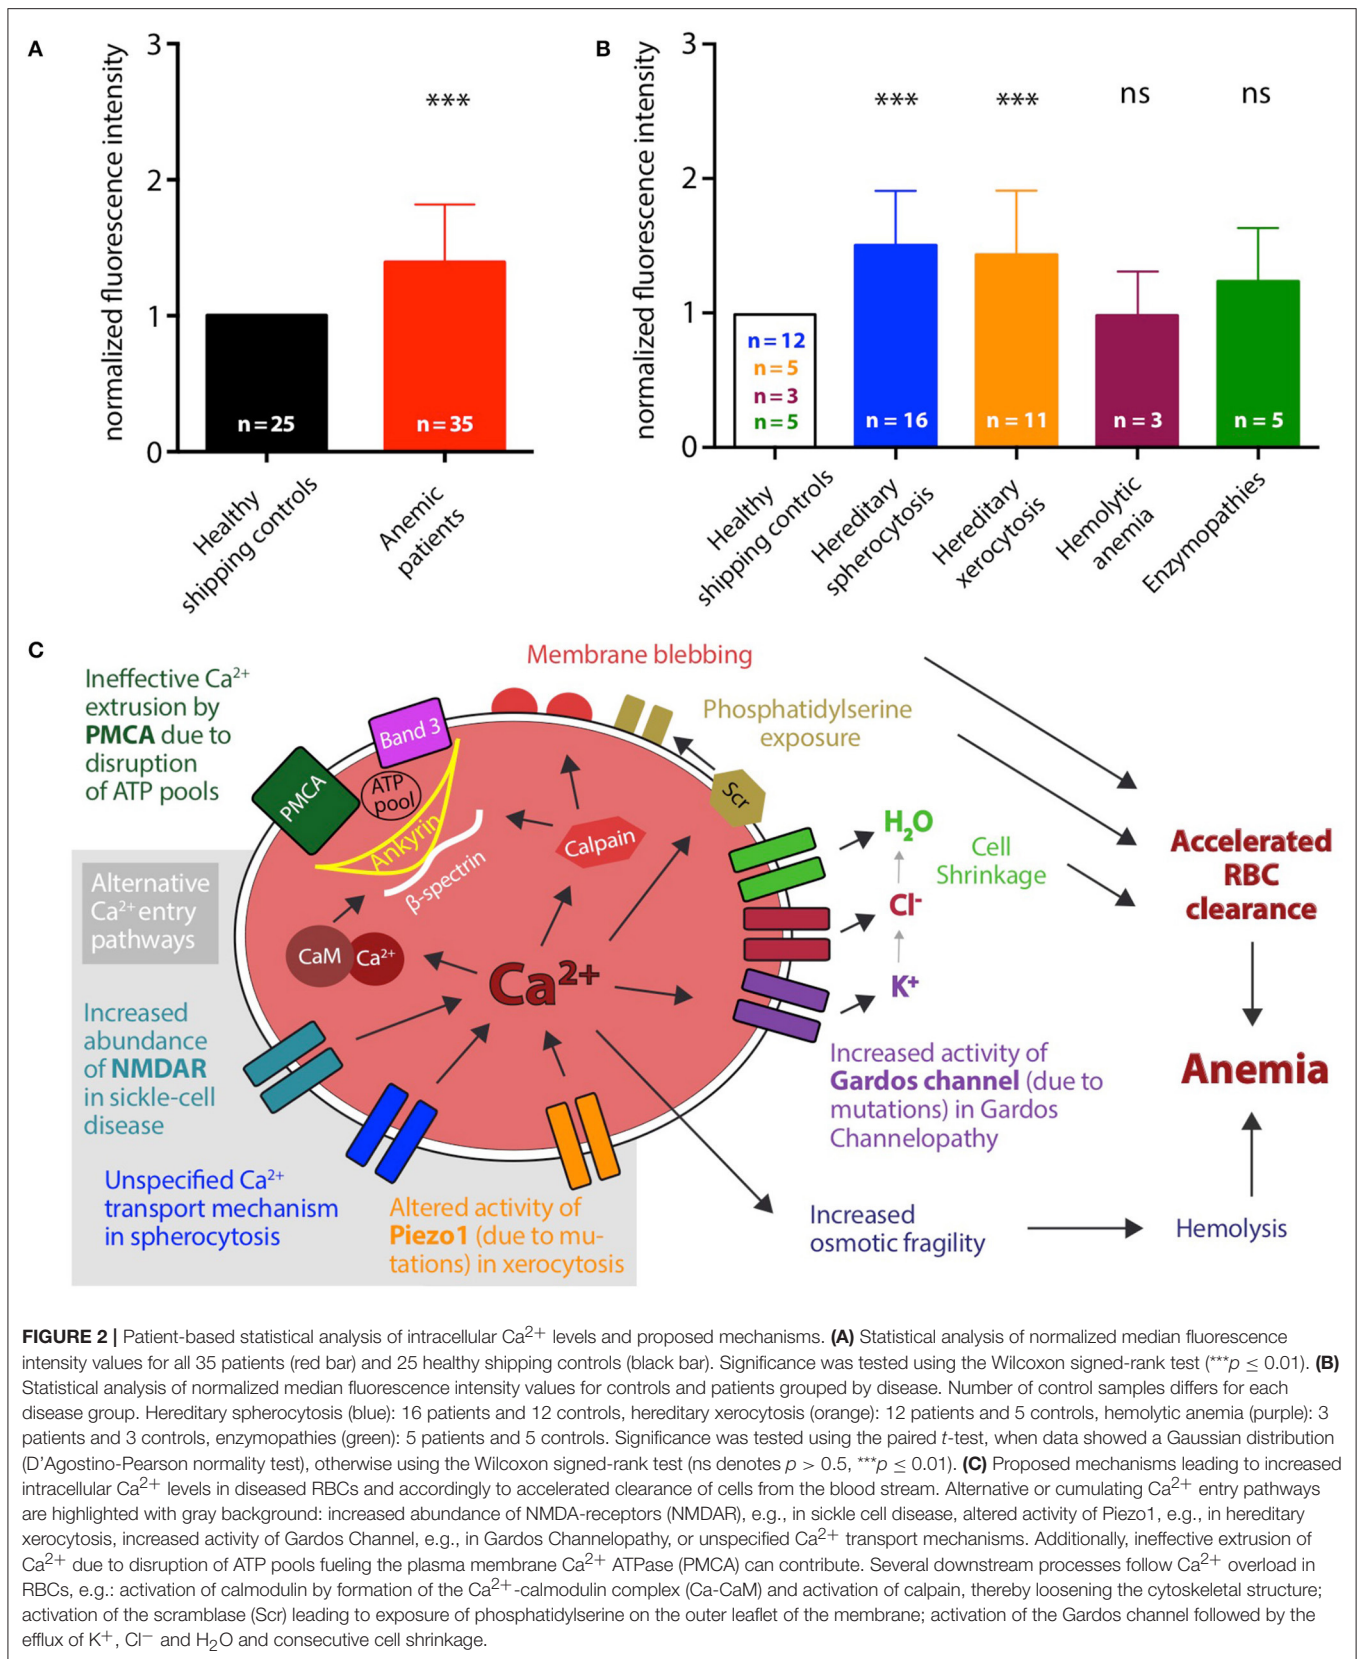 A
normalized fluorescence intensity
3
2
1
0
***
n=25
n=35
Healthy
shipping controls
Anemic
patients
B
normalized fluorescence intensity
3
2
1
0
***
***
ns
ns
n=12
n=5
n=3
n=5
n=16
n=11
n=3
n=5
Healthy
shipping controls
Hereditary
spherocytosis
Hereditary
xerocytosis
Hemolytic
anemia
Enzymopathies
C
Ineffective Ca²⁺
extrusion by
PMCA due to
disruption
of ATP pools
Membrane blebbing
Phosphatidylserine
exposure
PMCA
Band 3
ATP
pool
Ankyrin
β-spectrin
Calpain
Scr
H₂O
Cell
Shrinkage
Cl⁻
K⁺
Accelerated
RBC
clearance
Alternative
Ca²⁺ entry
pathways
CaM
Ca²⁺
Ca²⁺
Increased
abundance
of NMDAR
in sickle-cell
disease
Increased activity of
Gardos channel (due to
mutations) in Gardos
Channelopathy
Anemia
Unspecified Ca²⁺
transport mechanism
in spherocytosis
Altered activity of
Piezo1 (due to mu-
tations) in xerocytosis
Increased
osmotic fragility
Hemolysis
FIGURE 2 | Patient-based statistical analysis of intracellular Ca²⁺ levels and proposed mechanisms. (A) Statistical analysis of normalized median fluorescence
intensity values for all 35 patients (red bar) and 25 healthy shipping controls (black bar). Significance was tested using the Wilcoxon signed-rank test (***p ≤ 0.01). (B)
Statistical analysis of normalized median fluorescence intensity values for controls and patients grouped by disease. Number of control samples differs for each
disease group. Hereditary spherocytosis (blue): 16 patients and 12 controls, hereditary xerocytosis (orange): 12 patients and 5 controls, hemolytic anemia (purple): 3
patients and 3 controls, enzymopathies (green): 5 patients and 5 controls. Significance was tested using the paired t-test, when data showed a Gaussian distribution
(D'Agostino-Pearson normality test), otherwise using the Wilcoxon signed-rank test (ns denotes p > 0.5, ***p ≤ 0.01). (C) Proposed mechanisms leading to increased
intracellular Ca²⁺ levels in diseased RBCs and accordingly to accelerated clearance of cells from the blood stream. Alternative or cumulating Ca²⁺ entry pathways
are highlighted with gray background: increased abundance of NMDA-receptors (NMDAR), e.g., in sickle cell disease, altered activity of Piezo1, e.g., in hereditary
xerocytosis, increased activity of Gardos Channel, e.g., in Gardos Channelopathy, or unspecified Ca²⁺ transport mechanisms. Additionally, ineffective extrusion of
Ca²⁺ due to disruption of ATP pools fueling the plasma membrane Ca²⁺ ATPase (PMCA) can contribute. Several downstream processes follow Ca²⁺ overload in
RBCs, e.g.: activation of calmodulin by formation of the Ca²⁺-calmodulin complex (Ca-CaM) and activation of calpain, thereby loosening the cytoskeletal structure;
activation of the scramblase (Scr) leading to exposure of phosphatidylserine on the outer leaflet of the membrane; activation of the Gardos channel followed by the
efflux of K⁺, Cl⁻ and H₂O and consecutive cell shrinkage.